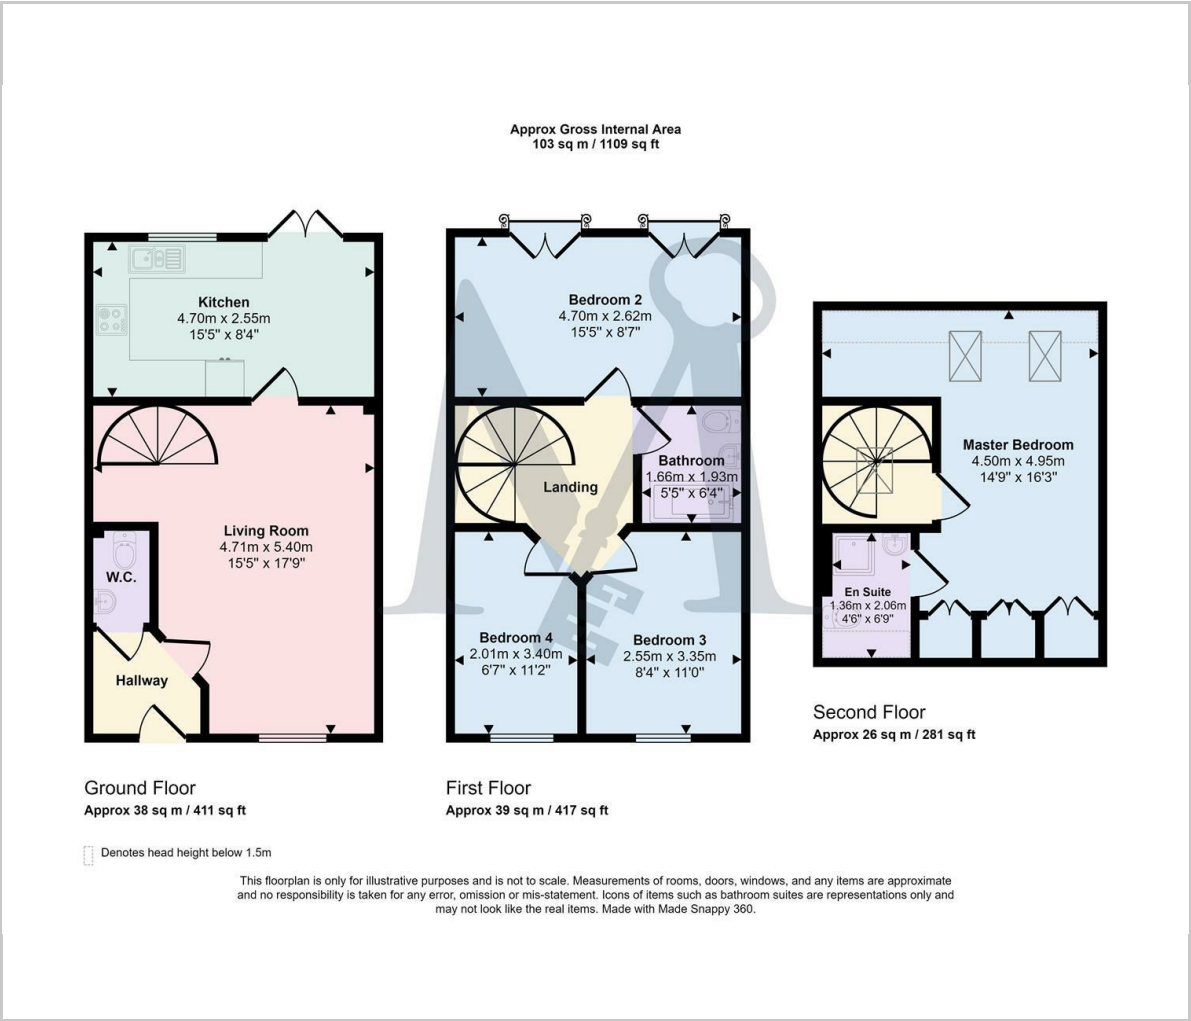 Approx Gross Internal Area
103 sq m / 1109 sq ft
Kitchen
4.70m x 2.55m
15'5" x 8'4"
Living Room
4.71m x 5.40m
15'5" x 17'9"
W.C.
Hallway
Ground Floor
Approx 38 sq m / 411 sq ft
Bedroom 2
4.70m x 2.62m
15'5" x 8'7"
Landing
Bathroom
1.66m x 1.93m
5'5" x 6'4"
Bedroom 4
2.01m x 3.40m
6'7" x 11'2"
Bedroom 3
2.55m x 3.35m
8'4" x 11'0"
First Floor
Approx 39 sq m / 417 sq ft
Master Bedroom
4.50m x 4.95m
14'9" x 16'3"
En Suite
1.36m x 2.06m
4'6" x 6'9"
Second Floor
Approx 26 sq m / 281 sq ft
Denotes head height below 1.5m
This floorplan is only for illustrative purposes and is not to scale. Measurements of rooms, doors, windows, and any items are approximate
and no responsibility is taken for any error, omission or mis-statement. Icons of items such as bathroom suites are representations only and
may not look like the real items. Made with Made Snappy 360.